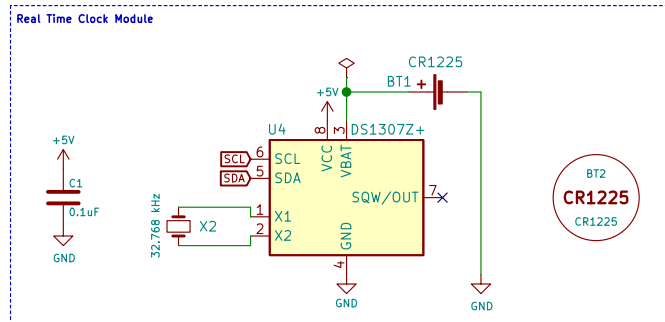 Real Time Clock Module
CR1225
BT1 +
+5V
U4
8
3
DS1307Z+
+5V
VCC
VBAT
SCL 6 SCL
SDA 5 SDA
C1
0.1uF
GND
32.768 kHz
X2
1 X1
2 X2
SQW/OUT 7
GND
4
GND
GND
BT2
CR1225
CR1225